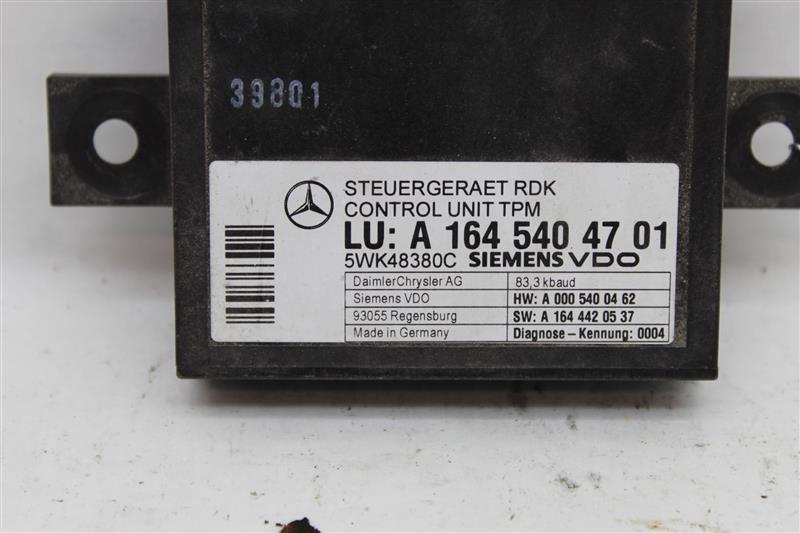 39801
STEUERGERAET RDK
CONTROL UNIT TPM
LU: A 164 540 47 01
5WK48380C SIEMENS VDO
DaimlerChrysler AG 83,3 kbaud
Siemens VDO HW: A 000 540 04 62
93055 Regensburg SW: A 164 442 05 37
Made in Germany Diagnose - Kennung: 0004